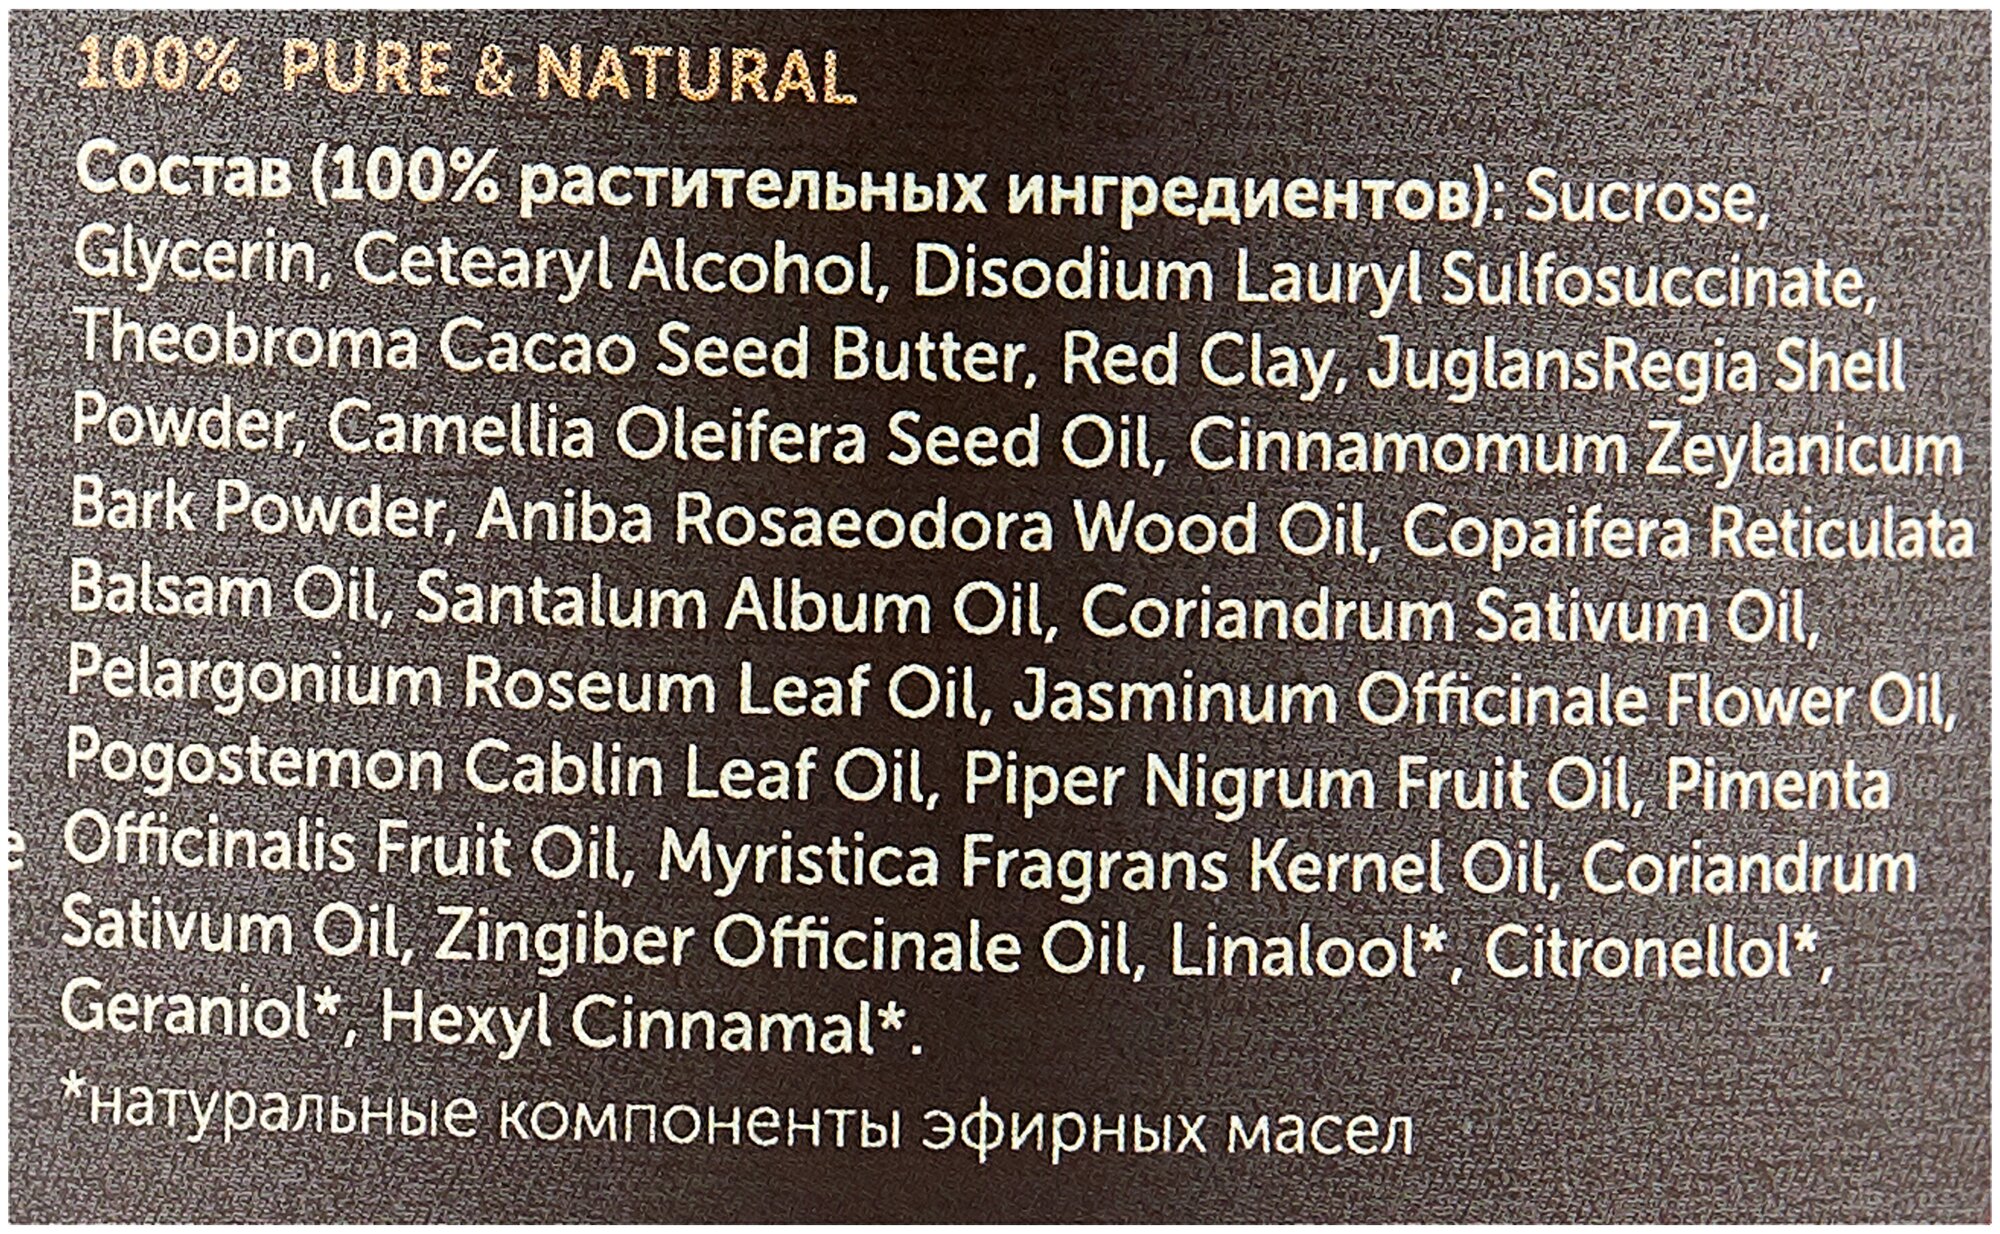 100% PURE & NATURAL
Состав (100% растительных ингредиентов): Sucrose,
Glycerin, Cetearyl Alcohol, Disodium Lauryl Sulfosuccinate,
Theobroma Cacao Seed Butter, Red Clay, JuglansRegia Shell
Powder, Camellia Oleifera Seed Oil, Cinnamomum Zeylanicum
Bark Powder, Aniba Rosaeodora Wood Oil, Copaifera Reticulata
Balsam Oil, Santalum Album Oil, Coriandrum Sativum Oil,
Pelargonium Roseum Leaf Oil, Jasminum Officinale Flower Oil,
Pogostemon Cablin Leaf Oil, Piper Nigrum Fruit Oil, Pimenta
Officinalis Fruit Oil, Myristica Fragrans Kernel Oil, Coriandrum
Sativum Oil, Zingiber Officinale Oil, Linalool*, Citronellol*,
Geraniol*, Hexyl Cinnamal*.
*натуральные компоненты эфирных масел